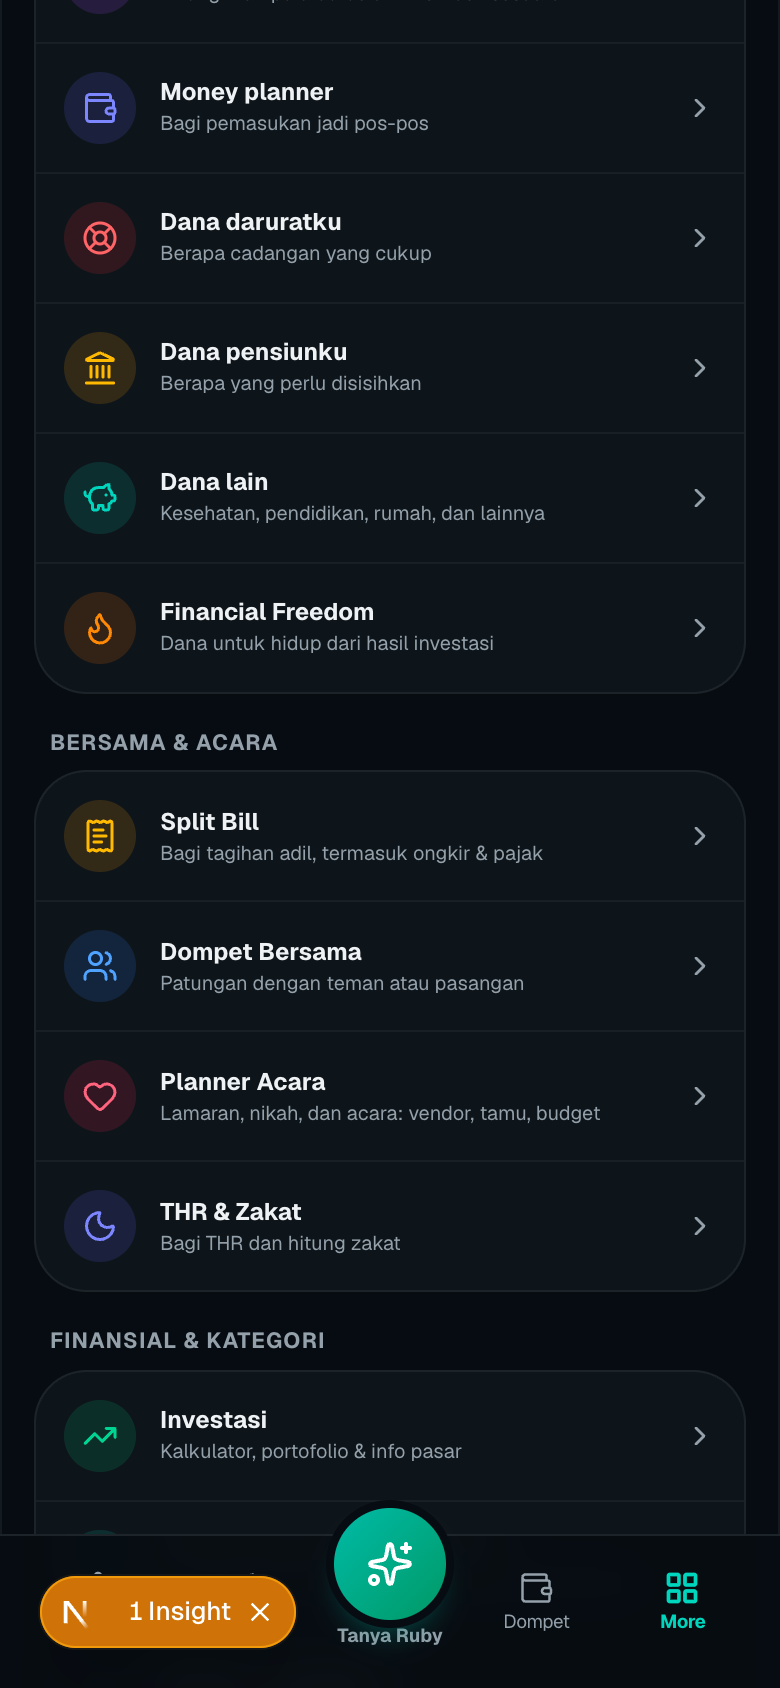 Money planner
Bagi pemasukan jadi pos-pos
Dana daruratku
Berapa cadangan yang cukup
Dana pensiunku
Berapa yang perlu disisihkan
Dana lain
Kesehatan, pendidikan, rumah, dan lainnya
Financial Freedom
Dana untuk hidup dari hasil investasi
BERSAMA & ACARA
Split Bill
Bagi tagihan adil, termasuk ongkir & pajak
Dompet Bersama
Patungan dengan teman atau pasangan
Planner Acara
Lamaran, nikah, dan acara: vendor, tamu, budget
THR & Zakat
Bagi THR dan hitung zakat
FINANSIAL & KATEGORI
Investasi
Kalkulator, portofolio & info pasar
N 1 Insight
Tanya Ruby
Dompet
More